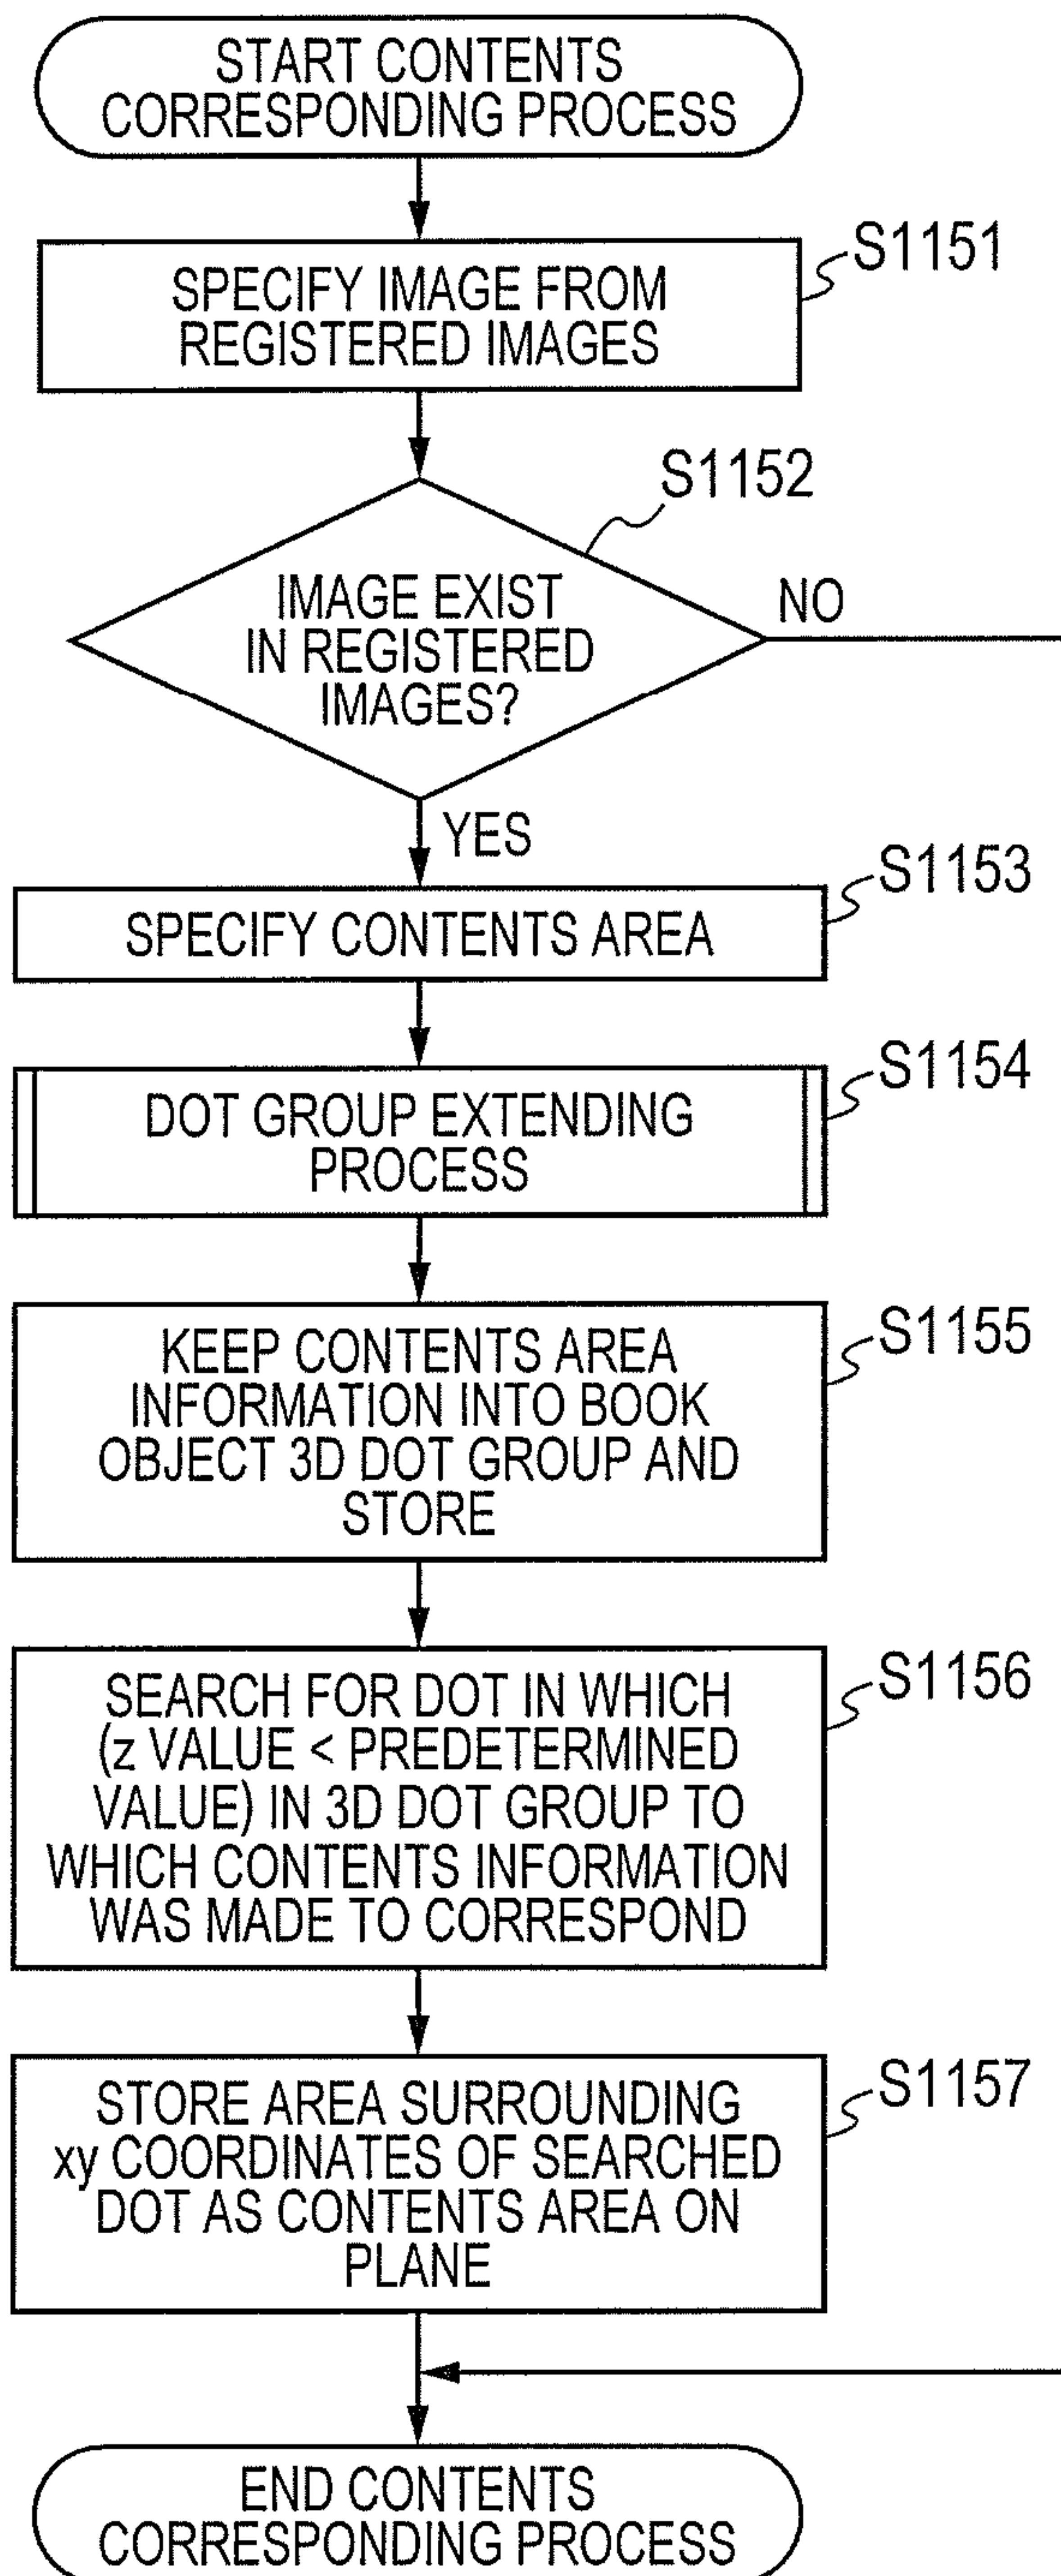 START CONTENTS
CORRESPONDING PROCESS
S1151
SPECIFY IMAGE FROM
REGISTERED IMAGES
S1152
IMAGE EXIST
IN REGISTERED
IMAGES?
NO
YES
S1153
SPECIFY CONTENTS AREA
S1154
DOT GROUP EXTENDING
PROCESS
S1155
KEEP CONTENTS AREA
INFORMATION INTO BOOK
OBJECT 3D DOT GROUP AND
STORE
S1156
SEARCH FOR DOT IN WHICH
(z VALUE < PREDETERMINED
VALUE) IN 3D DOT GROUP TO
WHICH CONTENTS INFORMATION
WAS MADE TO CORRESPOND
S1157
STORE AREA SURROUNDING
xy COORDINATES OF SEARCHED
DOT AS CONTENTS AREA ON
PLANE
END CONTENTS
CORRESPONDING PROCESS